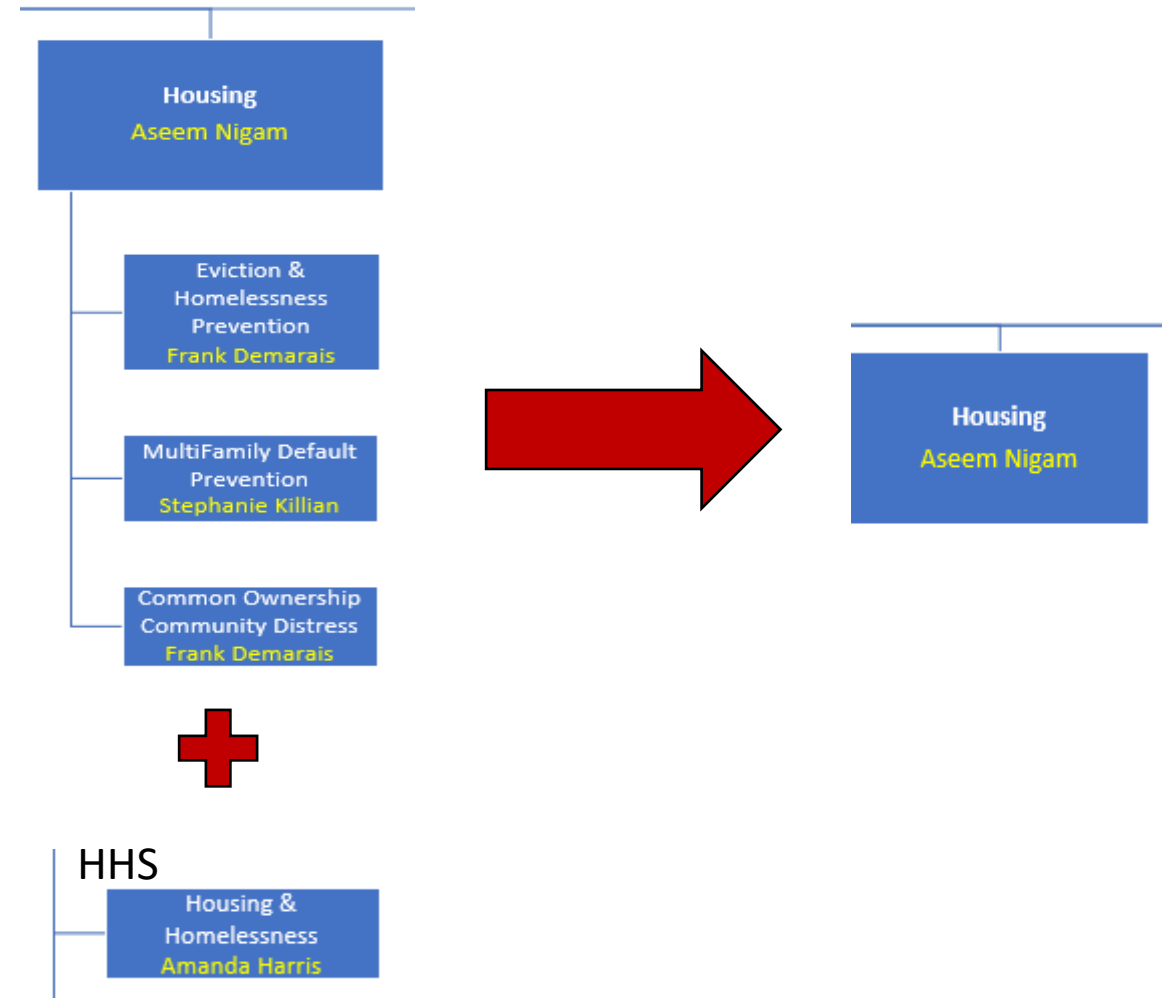 Housing
Aseem Nigam
Eviction &
Homelessness
Prevention
Frank Demarais
MultiFamily Default
Prevention
Stephanie Killian
Common Ownership
Community Distress
Frank Demarais
HHS
Housing &
Homelessness
Amanda Harris
Housing
Aseem Nigam